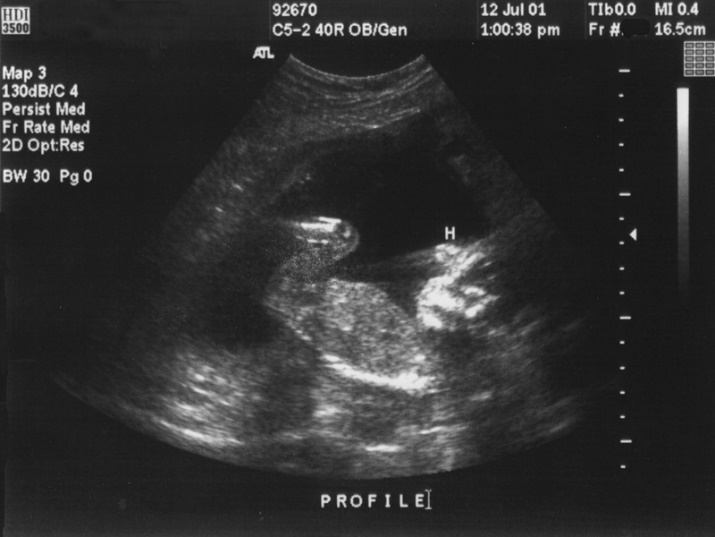 HDI
3500
92670
C5-2 40R OB/Gen
12 Jul 01
1:00:38 pm
TIb0.0 MI 0.4
Fr # 16.5cm
ATL
Map 3
130dB/C 4
Persist Med
Fr Rate Med
2D Opt:Res
BW 30 Pg 0
H
PROFILE